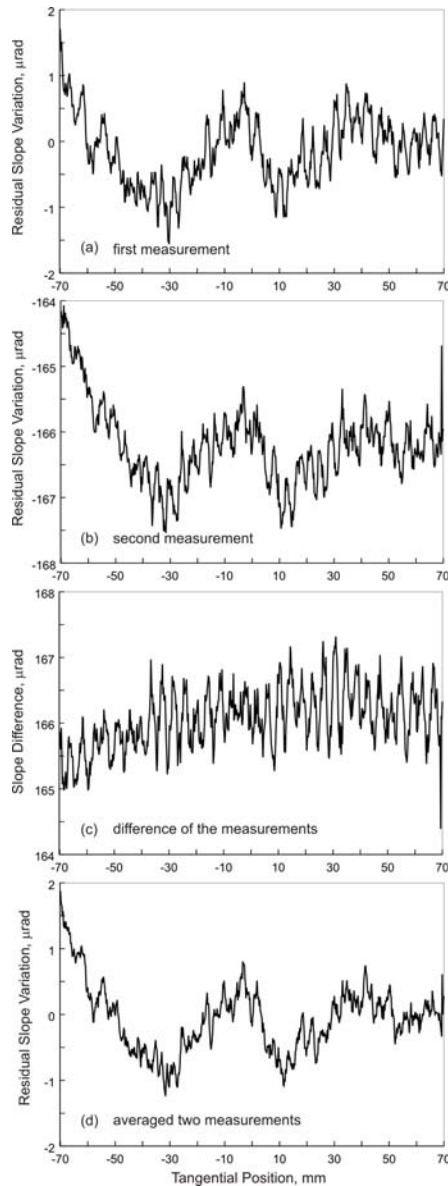 Residual Slope Variation, μrad
2
1
0
-1
-2
(a) first measurement
-70 -50 -30 -10 10 30 50 70
Residual Slope Variation, μrad
-164
-165
-166
-167
-168
(b) second measurement
-70 -50 -30 -10 10 30 50 70
Slope Difference, μrad
168
167
166
165
164
(c) difference of the measurements
-70 -50 -30 -10 10 30 50 70
Residual Slope Variation, μrad
2
1
0
-1
-2
(d) averaged two measurements
-70 -50 -30 -10 10 30 50 70
Tangential Position, mm